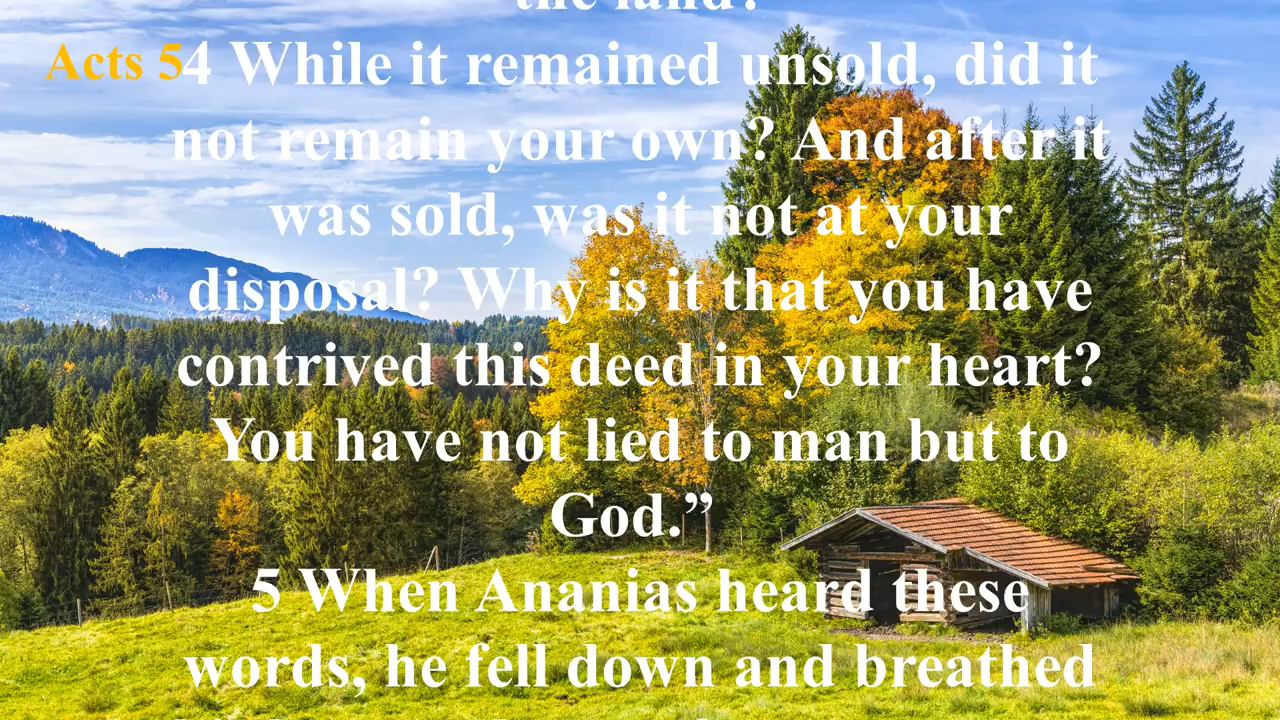 the land?
Acts 5
4 While it remained unsold, did it
not remain your own? And after it
was sold, was it not at your
disposal? Why is it that you have
contrived this deed in your heart?
You have not lied to man but to
God.”
5 When Ananias heard these
words, he fell down and breathed